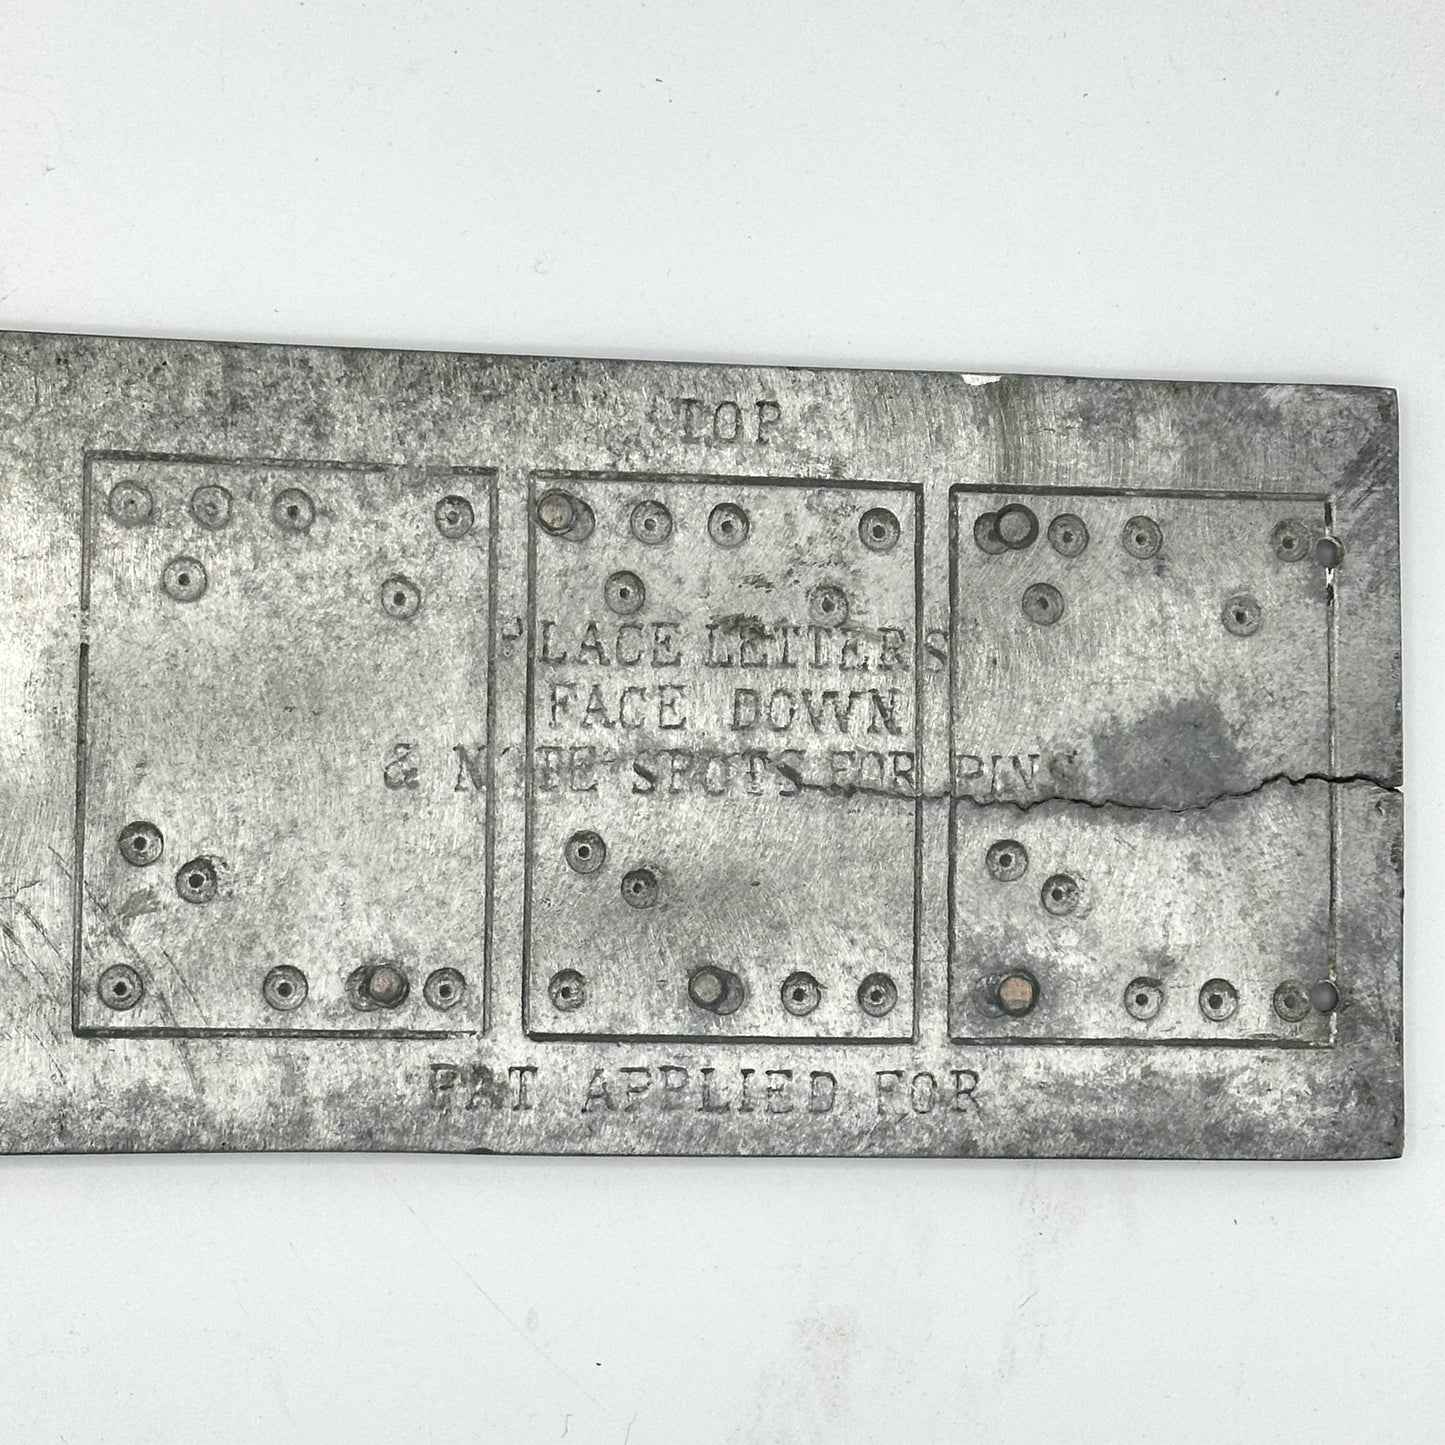 TOP
PLACE LETTERS
FACE DOWN
& NOTE SPOTS FOR PINS
PAT APPLIED FOR